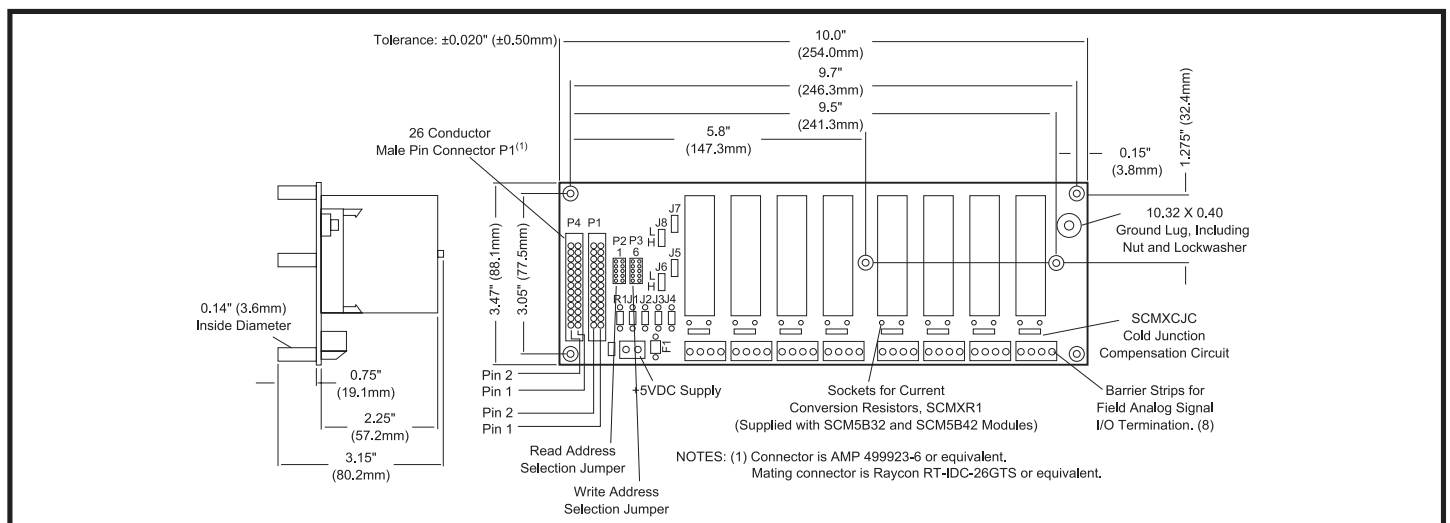 Tolerance: ±0.020" (±0.50mm)
10.0"
(254.0mm)
9.7"
(246.3mm)
9.5"
(241.3mm)
5.8"
(147.3mm)
1.275" (32.4mm)
0.15"
(3.8mm)
26 Conductor
Male Pin Connector P1(1)
10.32 X 0.40
Ground Lug, Including
Nut and Lockwasher
3.47" (88.1mm)
3.05" (77.5mm)
P4 P1
P2 P3
1 6
J8 J7
L
H
J6 J5
L
H
R1 J1 J2 J3 J4
F1
0.14" (3.6mm)
Inside Diameter
SCMXCJC
Cold Junction
Compensation Circuit
0.75"
(19.1mm)
2.25"
(57.2mm)
3.15"
(80.2mm)
Pin 2
Pin 1
Pin 2
Pin 1
+5VDC Supply
Sockets for Current
Conversion Resistors, SCMXR1
(Supplied with SCM5B32 and SCM5B42 Modules)
Barrier Strips for
Field Analog Signal
I/O Termination. (8)
Read Address
Selection Jumper
Write Address
Selection Jumper
NOTES: (1) Connector is AMP 499923-6 or equivalent.
Mating connector is Raycon RT-IDC-26GTS or equivalent.